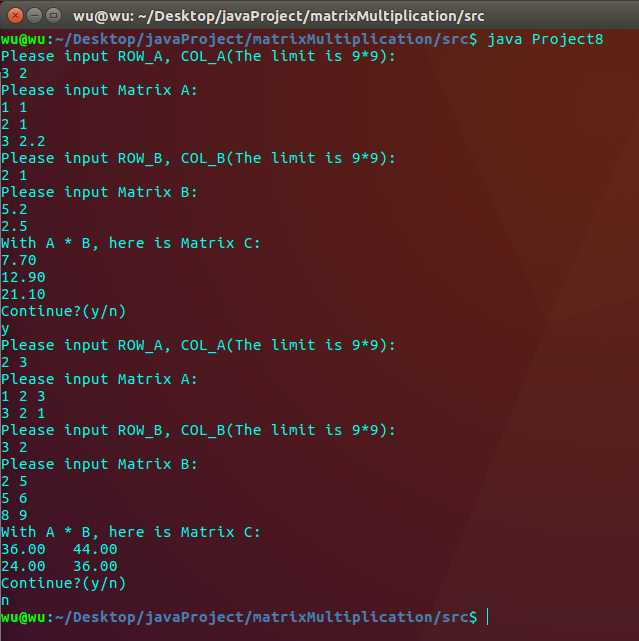 wu@wu: ~/Desktop/javaProject/matrixMultiplication/src
wu@wu:~/Desktop/javaProject/matrixMultiplication/src$ java Project8
Please input ROW_A, COL_A(The limit is 9*9):
3 2
Please input Matrix A:
1 1
2 1
3 2.2
Please input ROW_B, COL_B(The limit is 9*9):
2 1
Please input Matrix B:
5.2
2.5
With A * B, here is Matrix C:
7.70
12.90
21.10
Continue?(y/n)
y
Please input ROW_A, COL_A(The limit is 9*9):
2 3
Please input Matrix A:
1 2 3
3 2 1
Please input ROW_B, COL_B(The limit is 9*9):
3 2
Please input Matrix B:
2 5
5 6
8 9
With A * B, here is Matrix C:
36.00   44.00
24.00   36.00
Continue?(y/n)
n
wu@wu:~/Desktop/javaProject/matrixMultiplication/src$